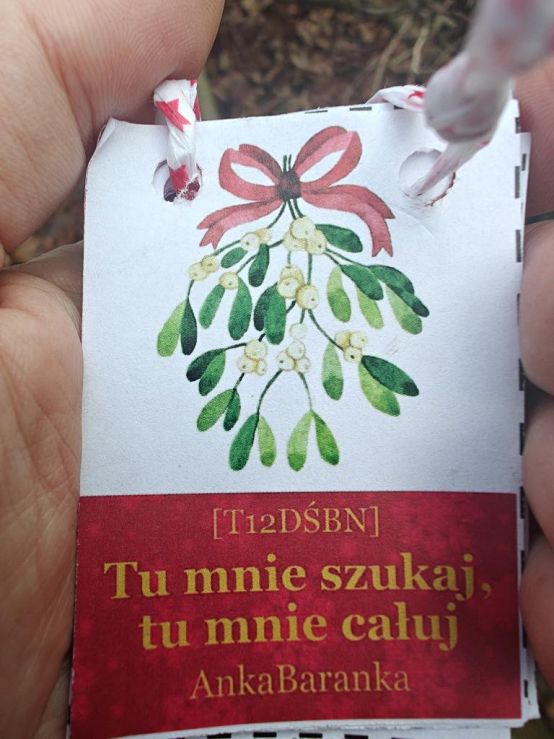 [T12DŚBN]
Tu mnie szukaj,
tu mnie całuj
AnkaBaranka